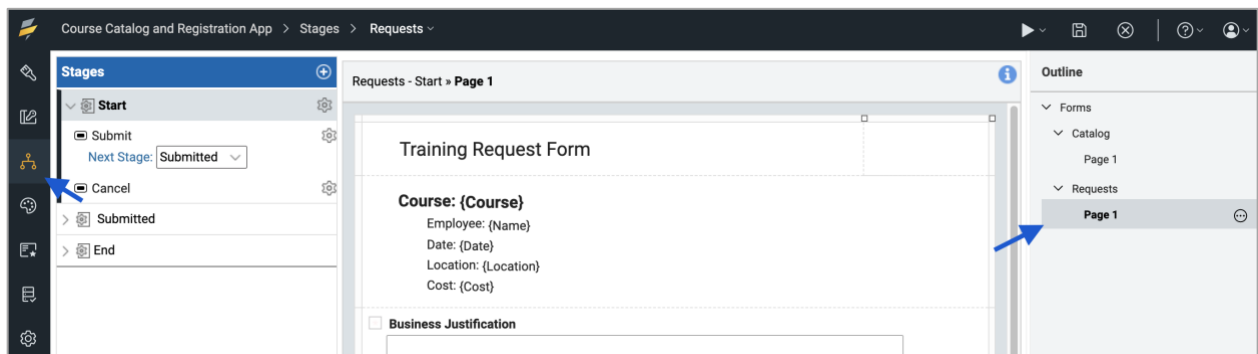 Course Catalog and Registration App > Stages > Requests
Stages
Start
Submit
Next Stage: Submitted
Cancel
Submitted
End
Requests - Start » Page 1
Training Request Form
Course: {Course}
Employee: {Name}
Date: {Date}
Location: {Location}
Cost: {Cost}
Business Justification
Outline
Forms
Catalog
Page 1
Requests
Page 1